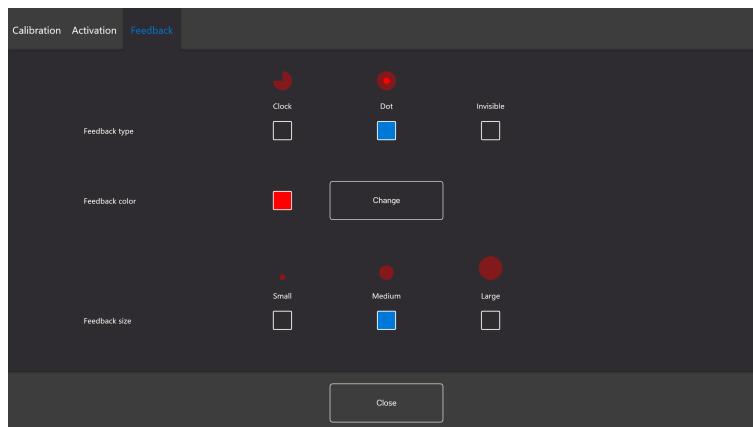 Calibration Activation Feedback
Clock Dot Invisible
Feedback type
Feedback color Change
Small Medium Large
Feedback size
Close